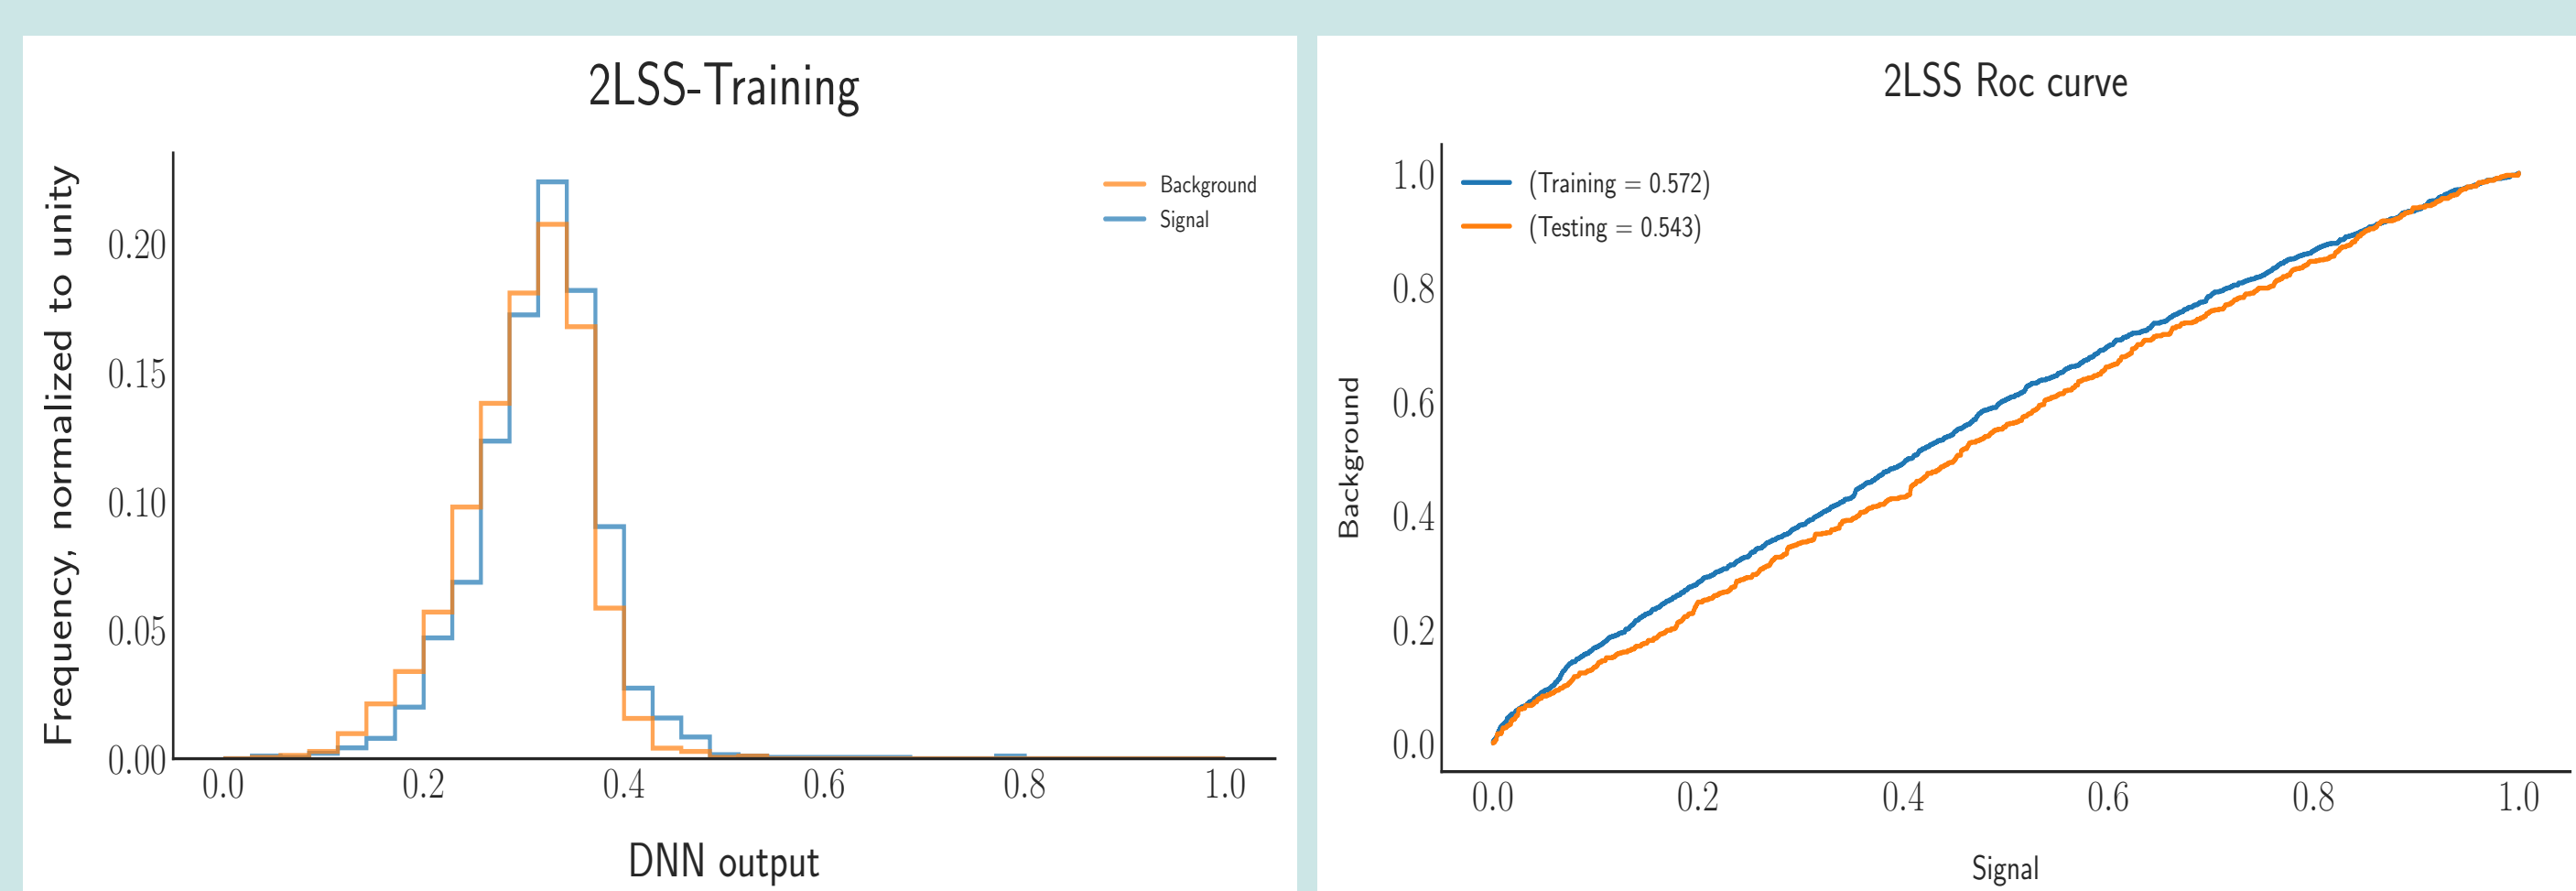 2LSS-Training
Frequency, normalized to unity
0.20
0.15
0.10
0.05
0.00
Background
Signal
0.0 0.2 0.4 0.6 0.8 1.0
DNN output
2LSS Roc curve
Background
1.0
0.8
0.6
0.4
0.2
0.0
(Training = 0.572)
(Testing = 0.543)
0.0 0.2 0.4 0.6 0.8 1.0
Signal